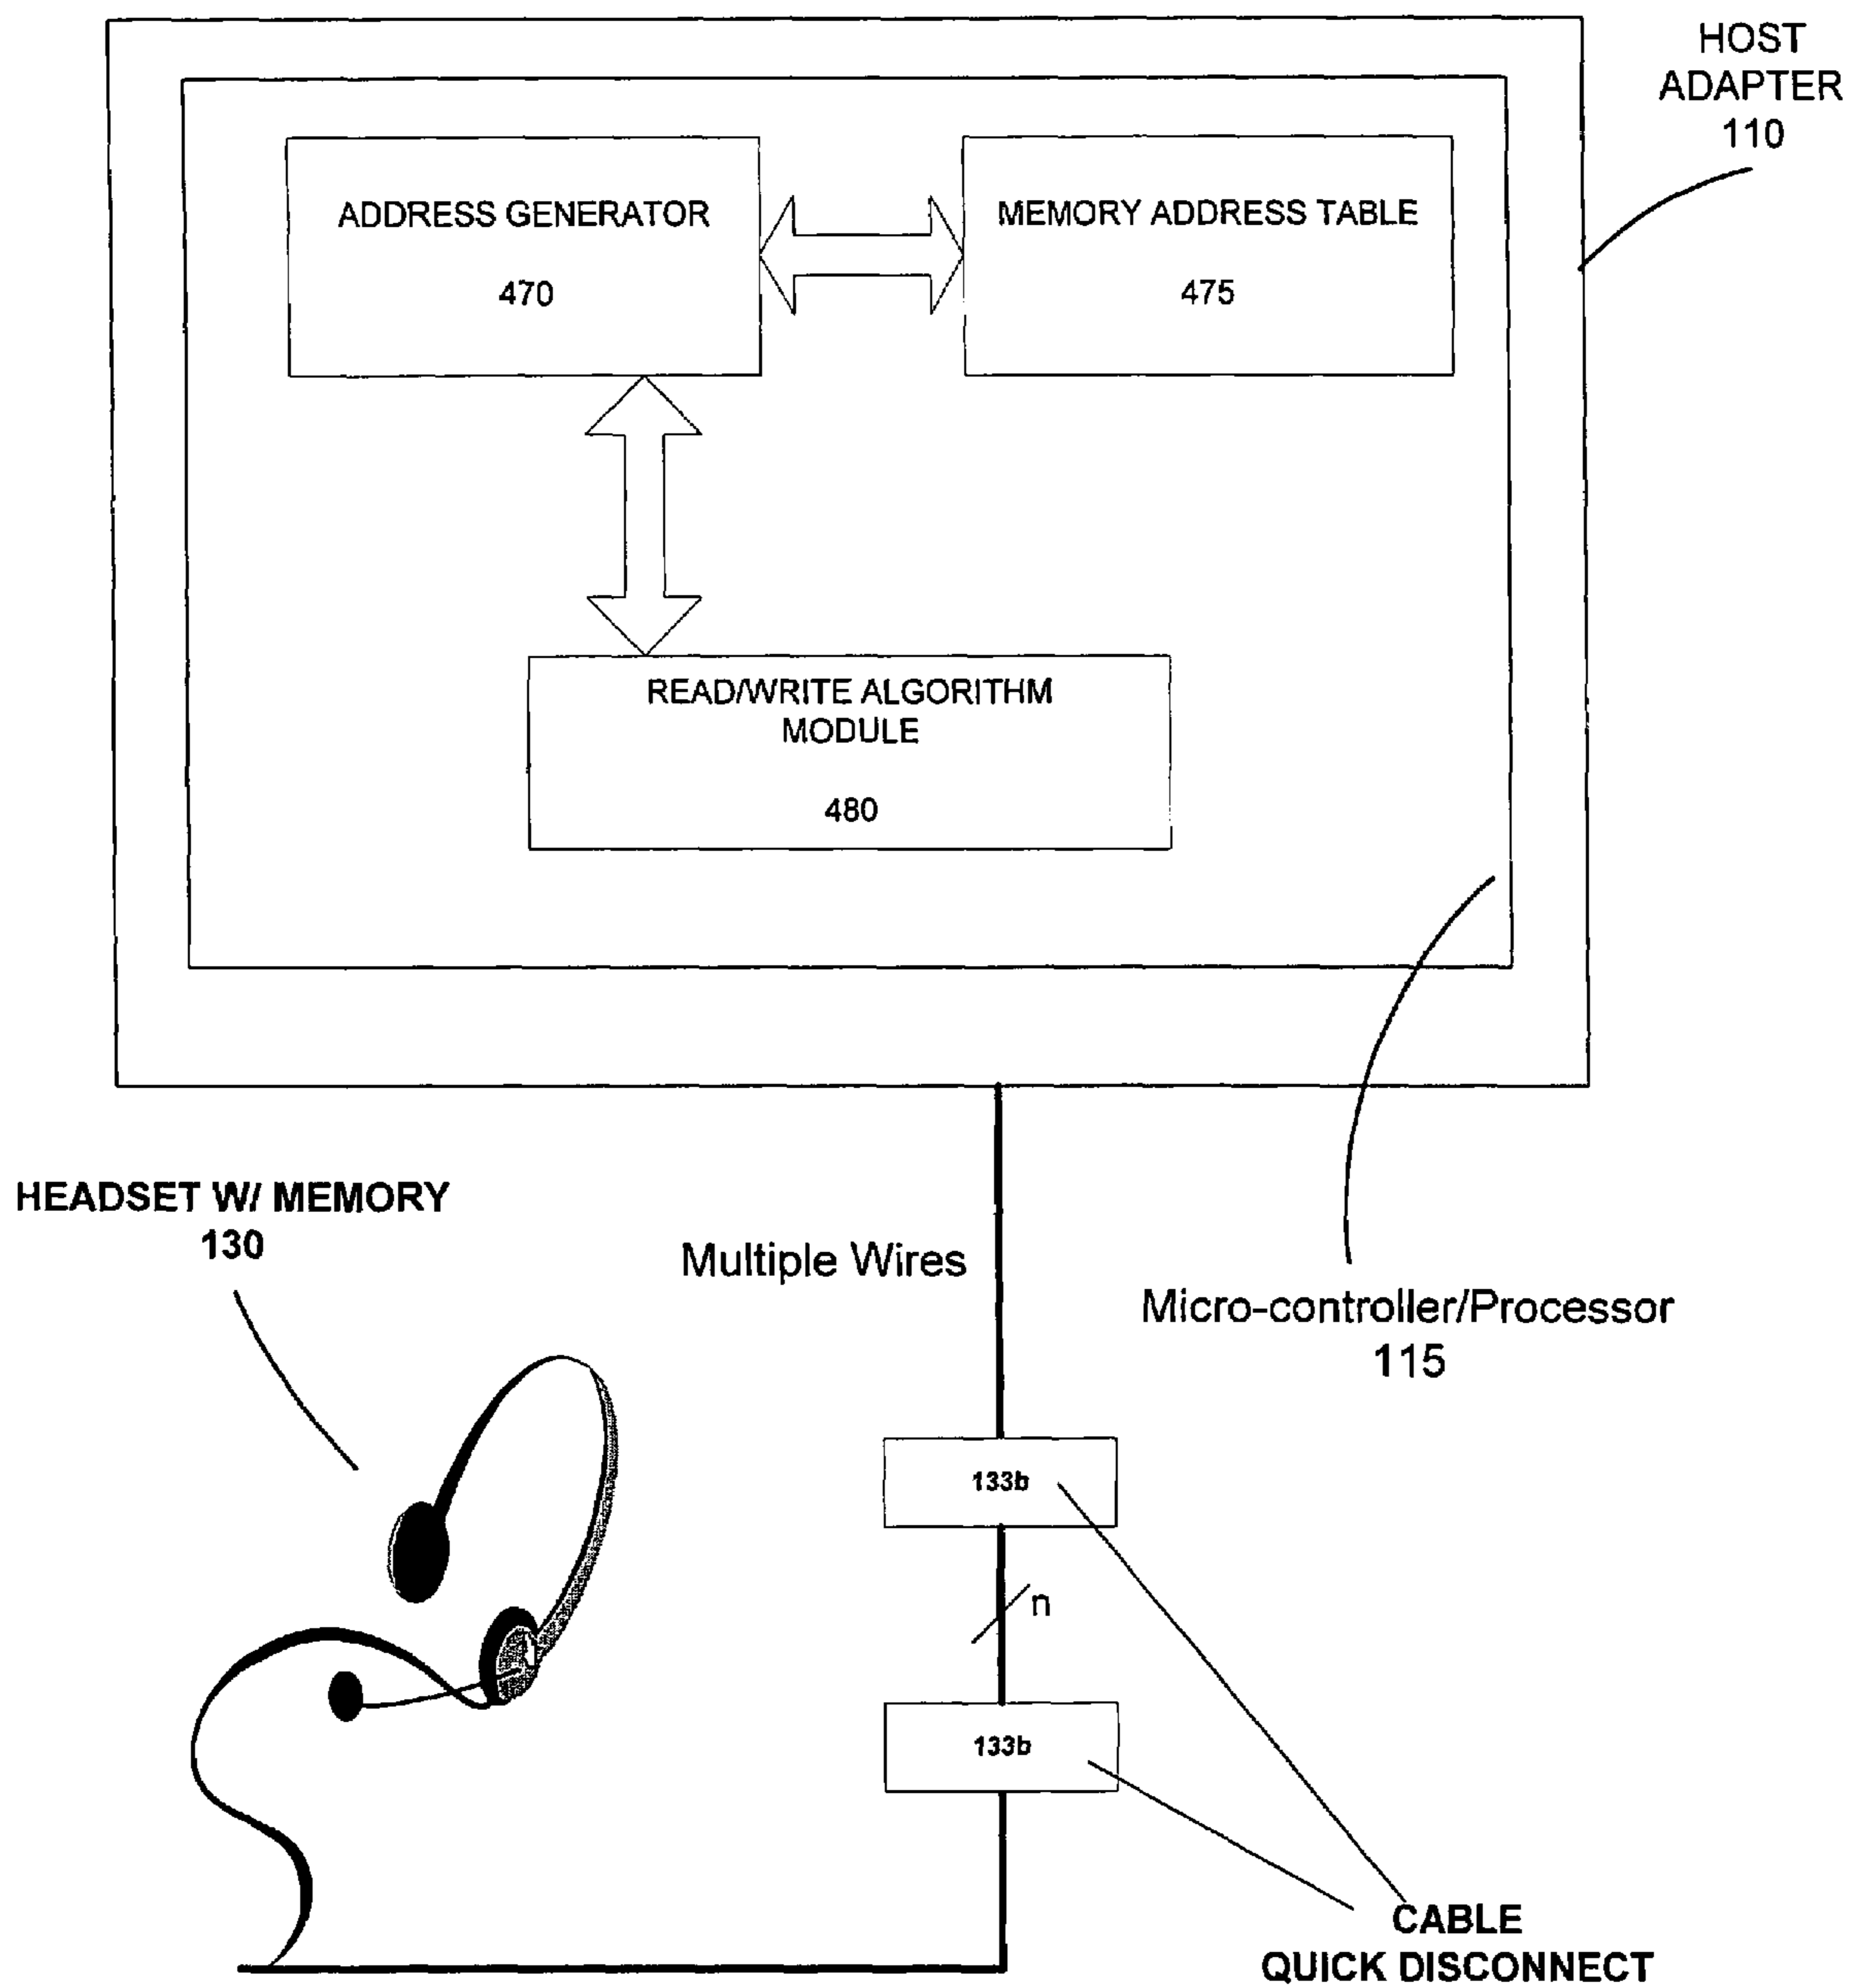 HOST
ADAPTER
110
ADDRESS GENERATOR
470
MEMORY ADDRESS TABLE
475
READ/WRITE ALGORITHM
MODULE
480
HEADSET W/ MEMORY
130
Multiple Wires
Micro-controller/Processor
115
133b
n
133b
CABLE
QUICK DISCONNECT